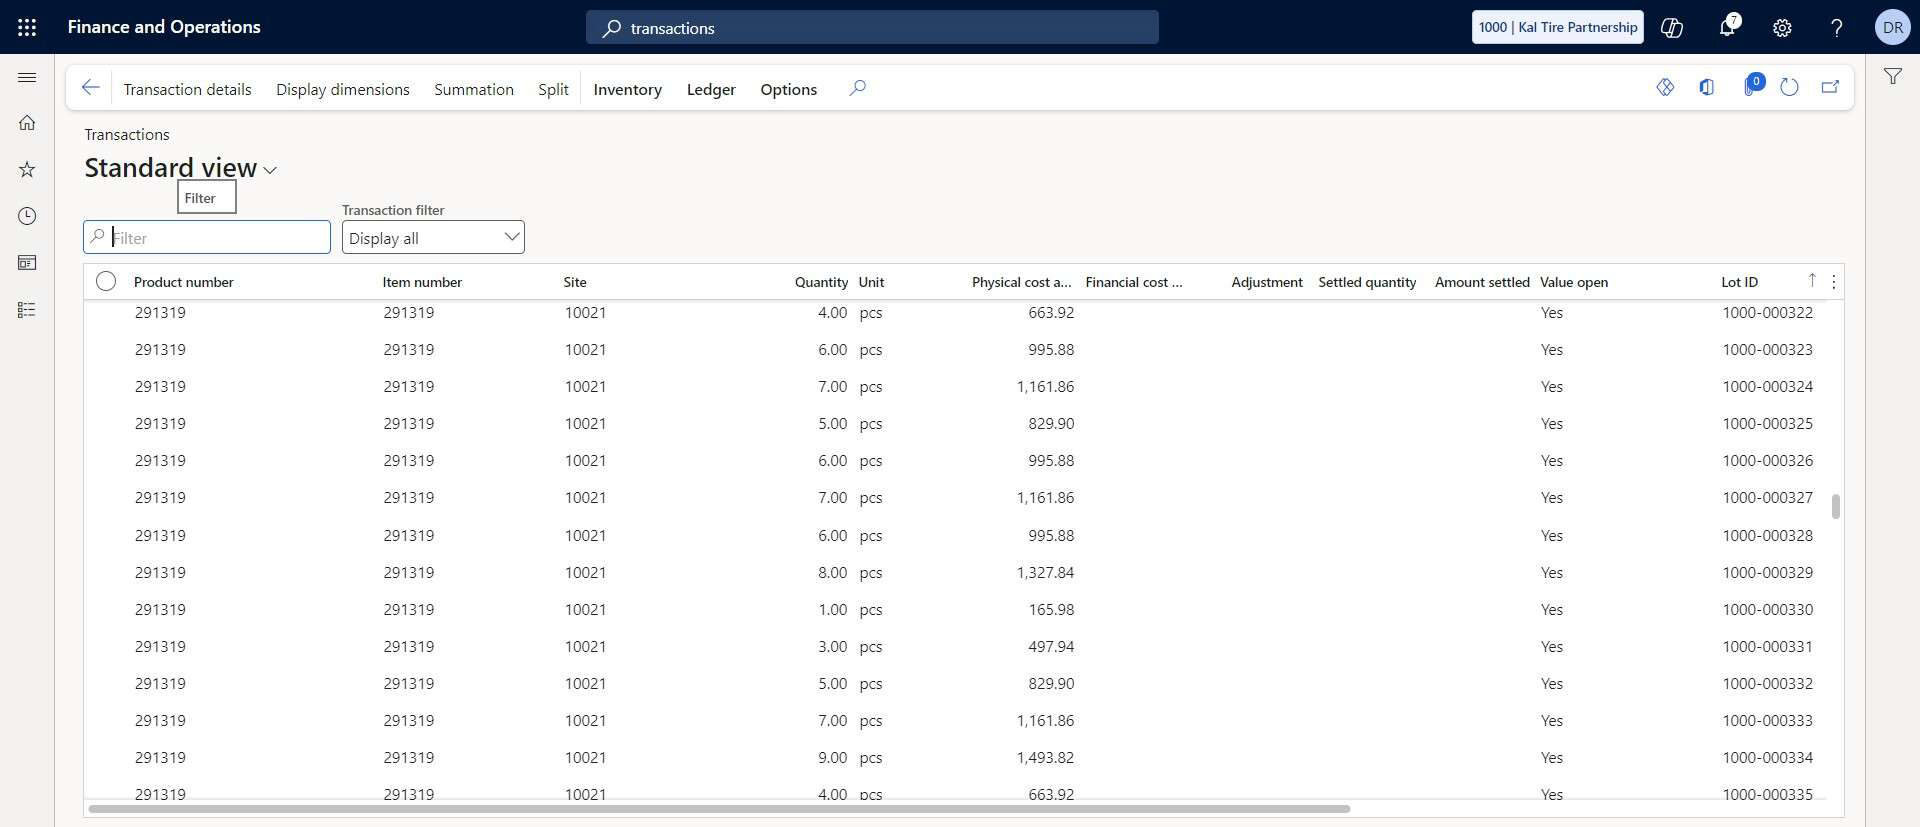 Finance and Operations
transactions
1000 | Kal Tire Partnership
7
DR
Transaction details Display dimensions Summation Split Inventory Ledger Options
0
Transactions
Standard view
Filter
Transaction filter
Filter
Display all
Product number Item number Site Quantity Unit Physical cost a... Financial cost ... Adjustment Settled quantity Amount settled Value open Lot ID
291319 291319 10021 4.00 pcs 663.92 Yes 1000-000322
291319 291319 10021 6.00 pcs 995.88 Yes 1000-000323
291319 291319 10021 7.00 pcs 1,161.86 Yes 1000-000324
291319 291319 10021 5.00 pcs 829.90 Yes 1000-000325
291319 291319 10021 6.00 pcs 995.88 Yes 1000-000326
291319 291319 10021 7.00 pcs 1,161.86 Yes 1000-000327
291319 291319 10021 6.00 pcs 995.88 Yes 1000-000328
291319 291319 10021 8.00 pcs 1,327.84 Yes 1000-000329
291319 291319 10021 1.00 pcs 165.98 Yes 1000-000330
291319 291319 10021 3.00 pcs 497.94 Yes 1000-000331
291319 291319 10021 5.00 pcs 829.90 Yes 1000-000332
291319 291319 10021 7.00 pcs 1,161.86 Yes 1000-000333
291319 291319 10021 9.00 pcs 1,493.82 Yes 1000-000334
291319 291319 10021 4.00 pcs 663.92 Yes 1000-000335